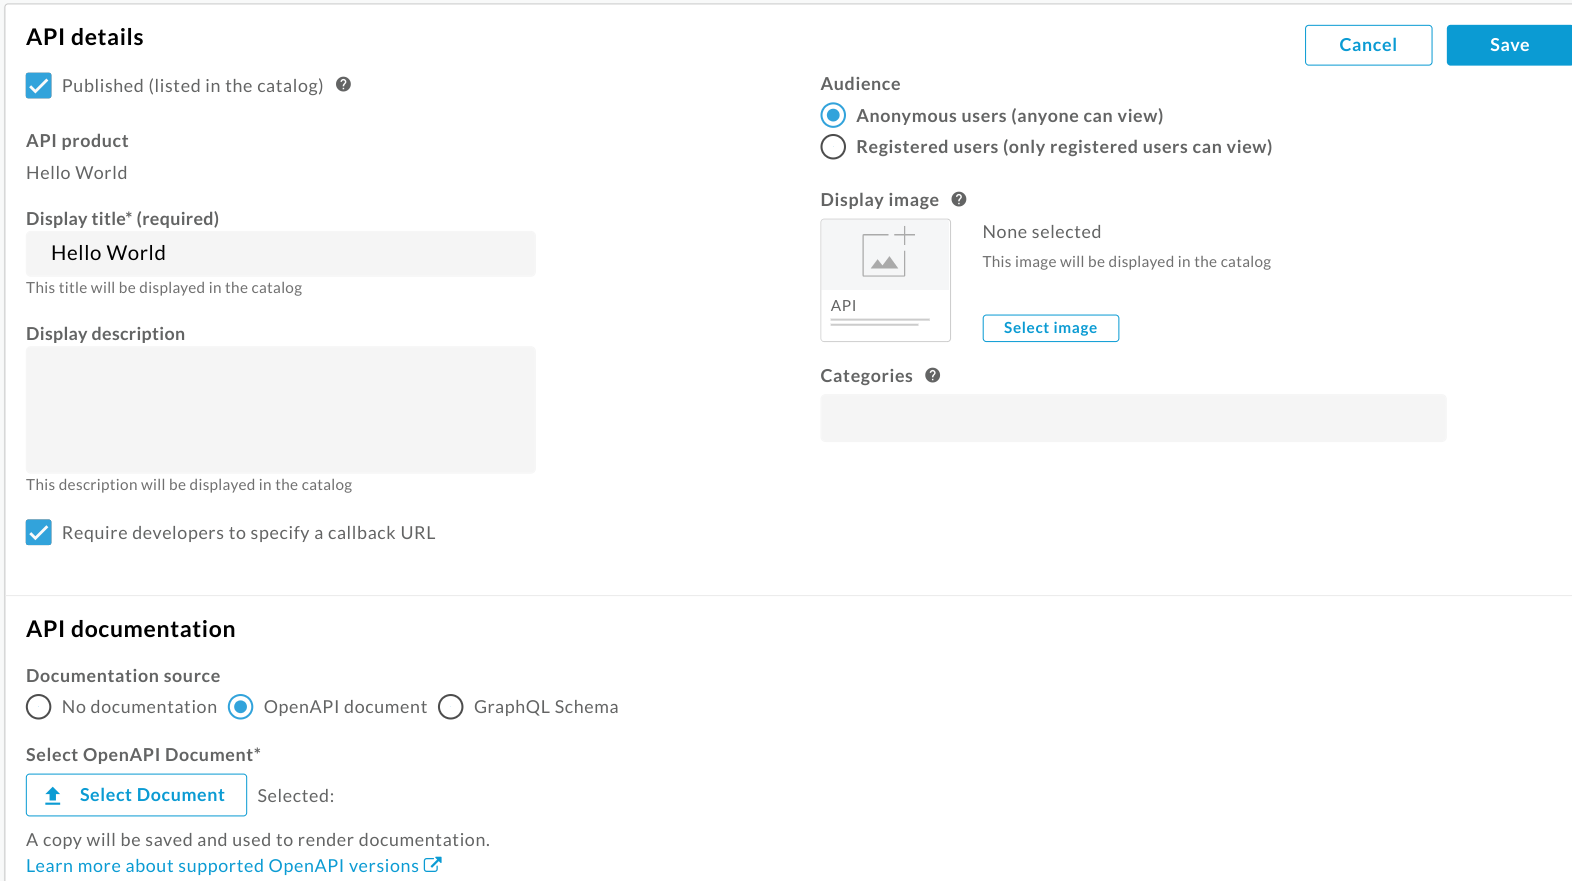 API details
Cancel
Save
Published (listed in the catalog)
API product
Hello World
Display title* (required)
Hello World
This title will be displayed in the catalog
Display description
This description will be displayed in the catalog
Require developers to specify a callback URL
Audience
Anonymous users (anyone can view)
Registered users (only registered users can view)
Display image
API
None selected
This image will be displayed in the catalog
Select image
Categories
API documentation
Documentation source
No documentation OpenAPI document GraphQL Schema
Select OpenAPI Document*
Select Document Selected:
A copy will be saved and used to render documentation.
Learn more about supported OpenAPI versions